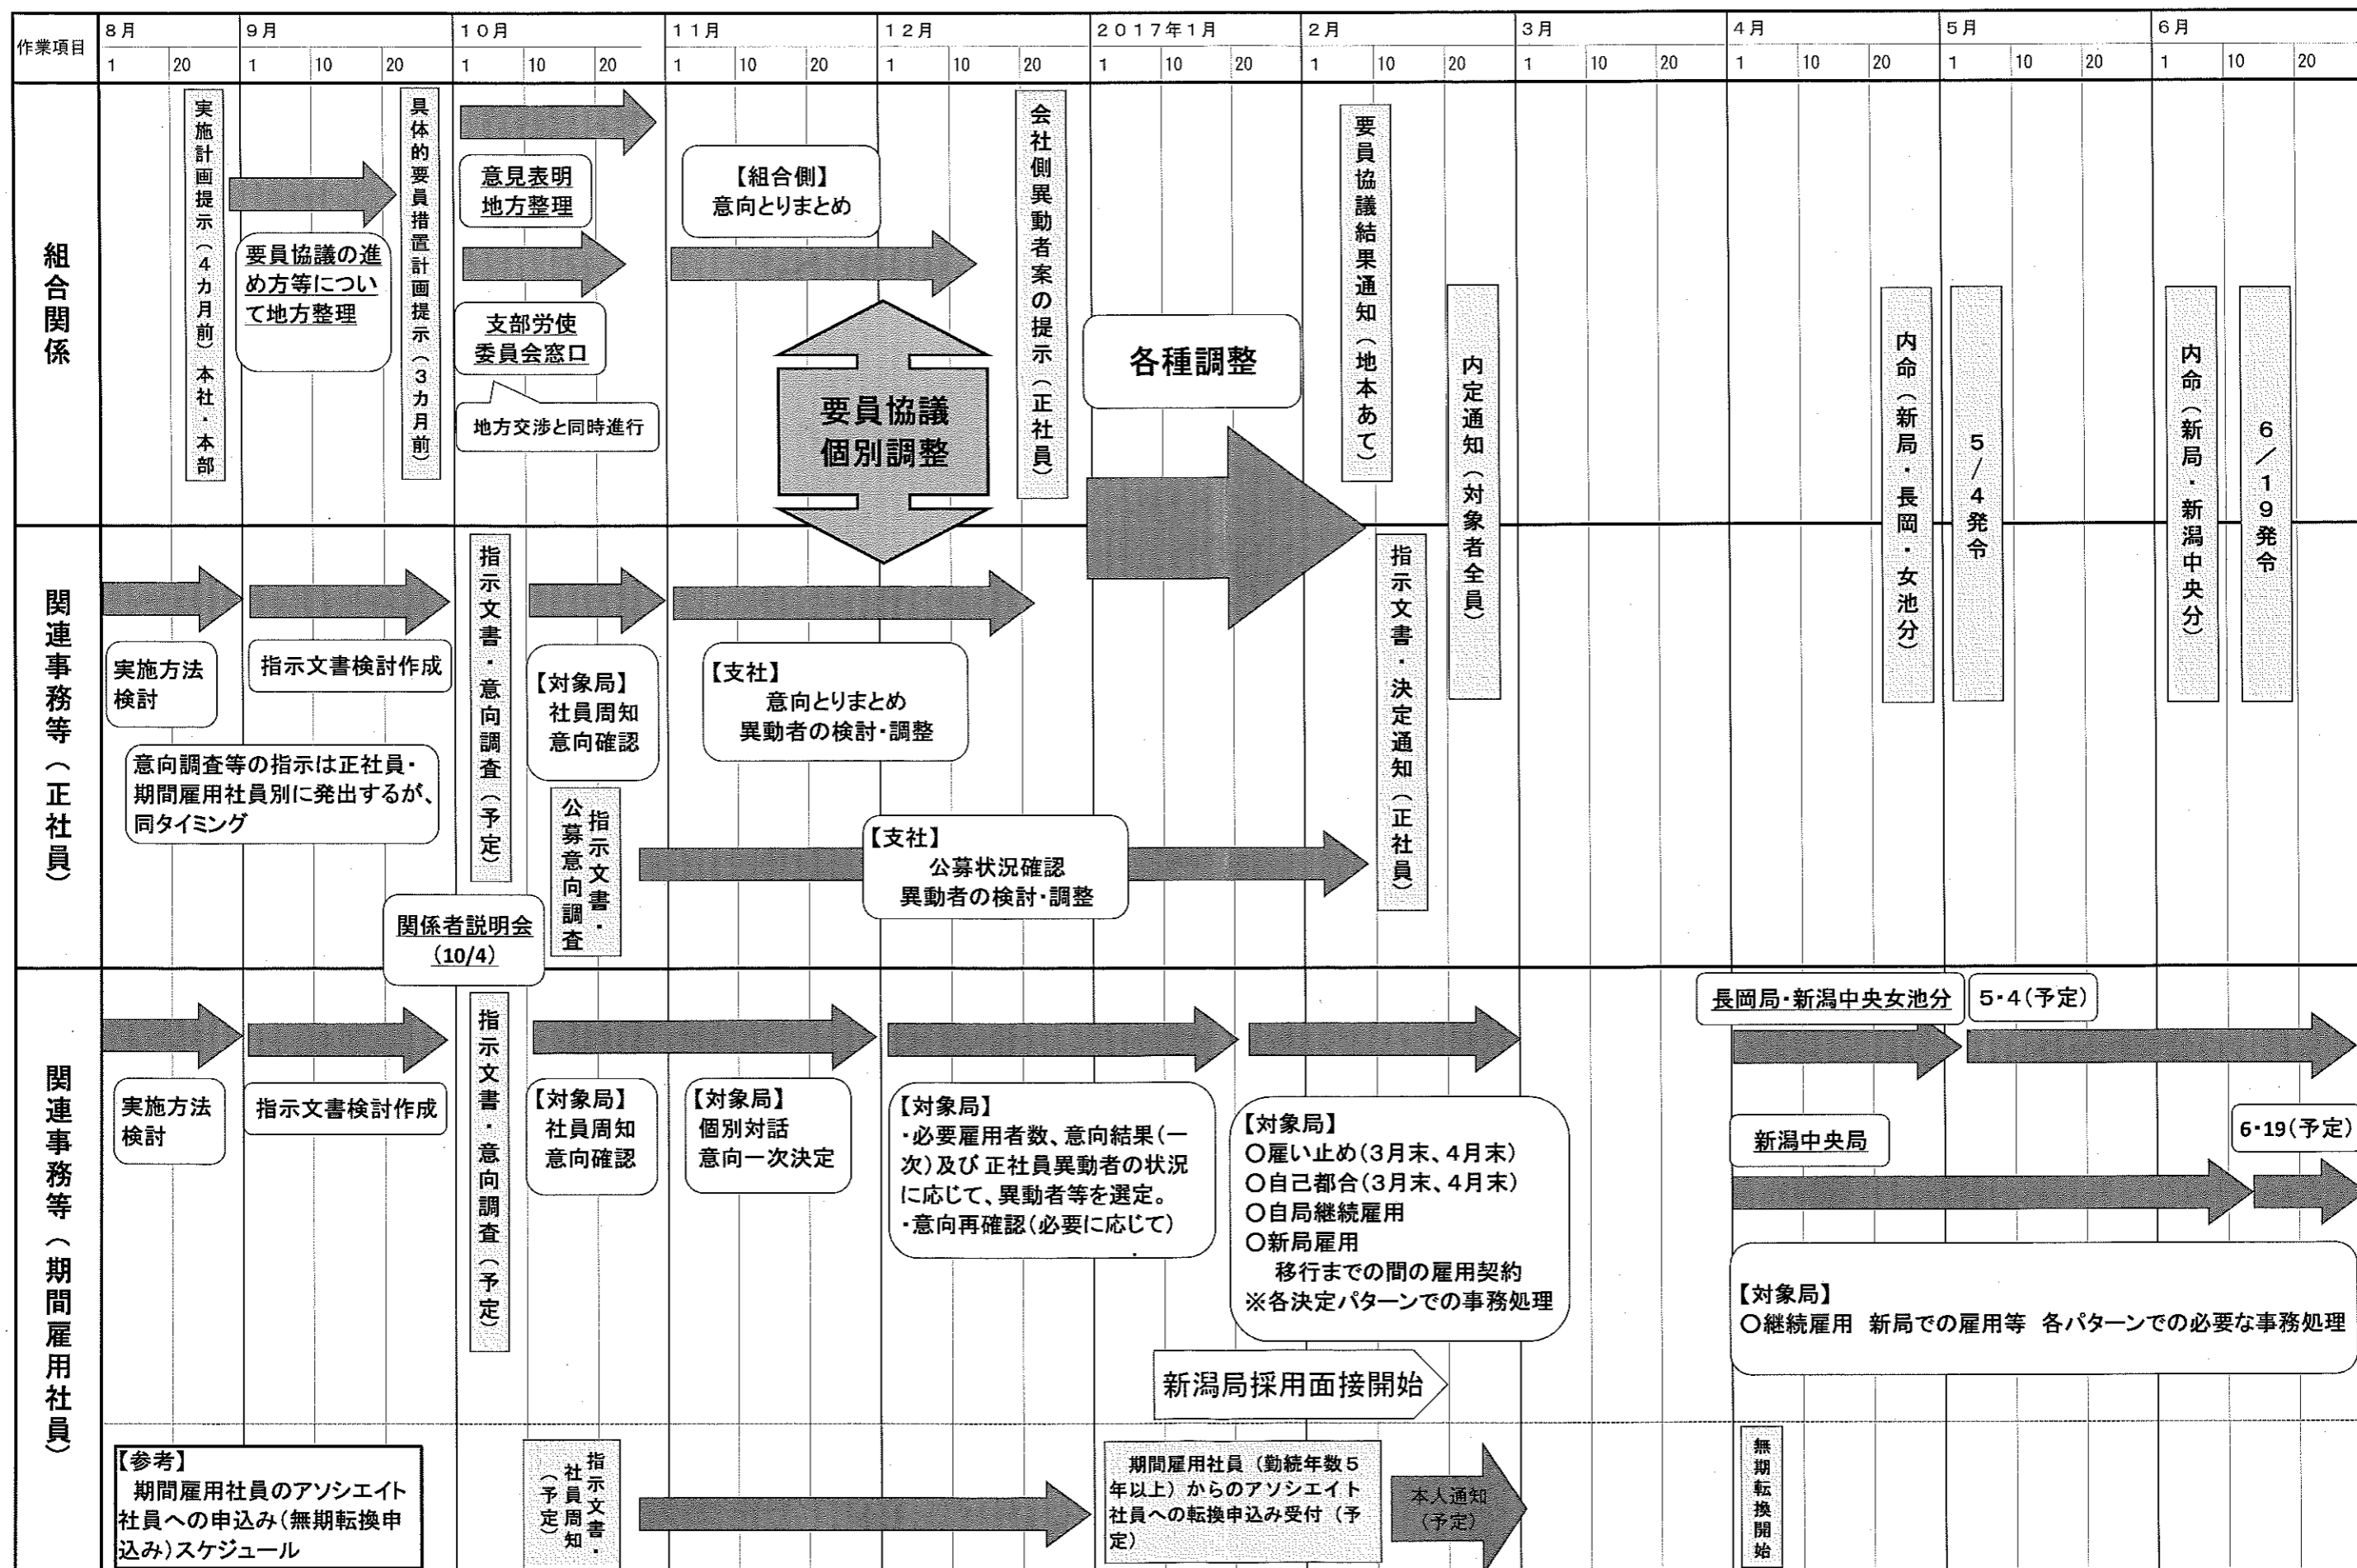 作業項目
8月
9月
10月
11月
12月
2017年1月
2月
3月
4月
5月
6月
1 20 1 10 20 1 10 20 1 10 20 1 10 20 1 10 20 1 10 20 1 10 20 1 10 20 1 10 20 1 10 20
組合関係
実施計画提示(4カ月前)本社・本部
要員協議の進
め方等につい
て地方整理
具体的要員措置計画提示(3カ月前)
意見表明
地方整理
支部労使
委員会窓口
地方交渉と同時進行
【組合側】
意向とりまとめ
要員協議
個別調整
会社側異動者案の提示(正社員)
各種調整
要員協議結果通知(地本あて)
内定通知(対象者全員)
内命(新局・長岡・女池分)
5/4発令
内命(新局・新潟中央分)
6/19発令
関連事務等(正社員)
実施方法
検討
指示文書検討作成
意向調査等の指示は正社員・
期間雇用社員別に発出するが、
同タイミング
指示文書・意向調査(予定)
関係者説明会
(10/4)
【対象局】
社員周知
意向確認
指示文書・
公募意向調査
【支社】
意向とりまとめ
異動者の検討・調整
【支社】
公募状況確認
異動者の検討・調整
指示文書・決定通知(正社員)
関連事務等(期間雇用社員)
実施方法
検討
指示文書検討作成
指示文書・意向調査(予定)
【対象局】
社員周知
意向確認
【対象局】
個別対話
意向一次決定
【対象局】
・必要雇用者数、意向結果(一
次)及び正社員異動者の状況
に応じて、異動者等を選定。
・意向再確認(必要に応じて)
【対象局】
○雇い止め(3月末、4月末)
○自己都合(3月末、4月末)
○自局継続雇用
○新局雇用
移行までの間の雇用契約
※各決定パターンでの事務処理
新潟局採用面接開始
長岡局・新潟中央女池分
5・4(予定)
新潟中央局
6・19(予定)
【対象局】
○継続雇用 新局での雇用等 各パターンでの必要な事務処理
【参考】
期間雇用社員のアソシエイト
社員への申込み(無期転換申
込み)スケジュール
指示文書・
社員周知
(予定)
期間雇用社員(勤続年数5
年以上)からのアソシエイト
社員への転換申込み受付(予
定)
本人通知
(予定)
無期転換開始